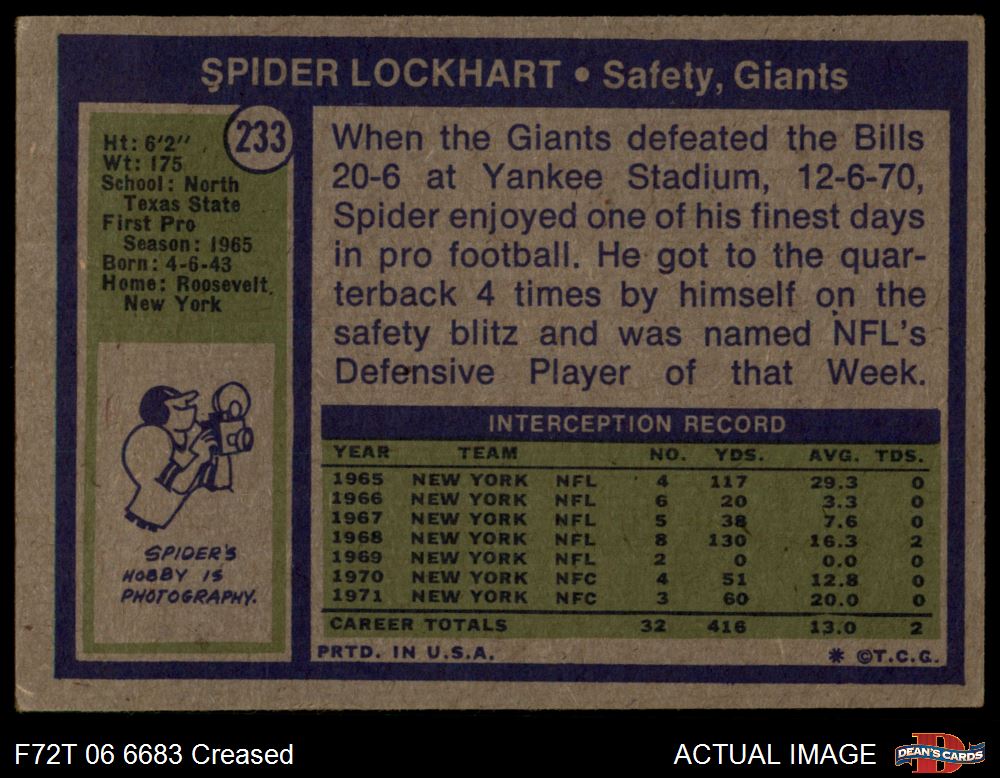 SPIDER LOCKHART • Safety, Giants
233
Ht: 6'2"
Wt: 175
School: North
Texas State
First Pro
Season: 1965
Born: 4-6-43
Home: Roosevelt,
New York
SPIDER'S
HOBBY IS
PHOTOGRAPHY.
When the Giants defeated the Bills
20-6 at Yankee Stadium, 12-6-70,
Spider enjoyed one of his finest days
in pro football. He got to the quar-
terback 4 times by himself on the
safety blitz and was named NFL's
Defensive Player of that Week.
INTERCEPTION RECORD
YEAR TEAM NO. YDS. AVG. TDS.
1965 NEW YORK NFL 4 117 29.3 0
1966 NEW YORK NFL 6 20 3.3 0
1967 NEW YORK NFL 5 38 7.6 0
1968 NEW YORK NFL 8 130 16.3 2
1969 NEW YORK NFL 2 0 0.0 0
1970 NEW YORK NFC 4 51 12.8 0
1971 NEW YORK NFC 3 60 20.0 0
CAREER TOTALS 32 416 13.0 2
PRTD. IN U.S.A. * ©T.C.G.
F72T 06 6683 Creased
ACTUAL IMAGE
DEAN'S CARDS